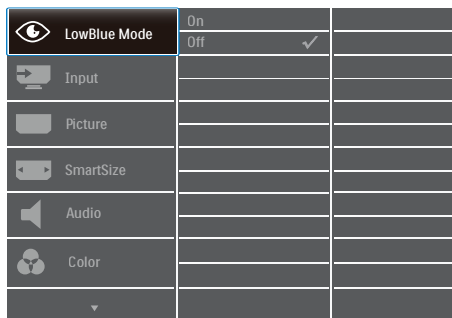 LowBlue Mode
On
Off
Input
Picture
SmartSize
Audio
Color